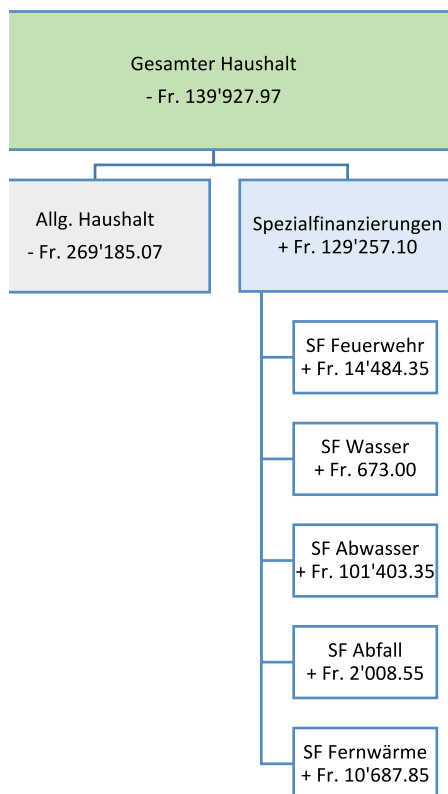 Gesamter Haushalt
- Fr. 139'927.97
Allg. Haushalt
- Fr. 269'185.07
Spezialfinanzierungen
+ Fr. 129'257.10
SF Feuerwehr
+ Fr. 14'484.35
SF Wasser
+ Fr. 673.00
SF Abwasser
+ Fr. 101'403.35
SF Abfall
+ Fr. 2'008.55
SF Fernwärme
+ Fr. 10'687.85